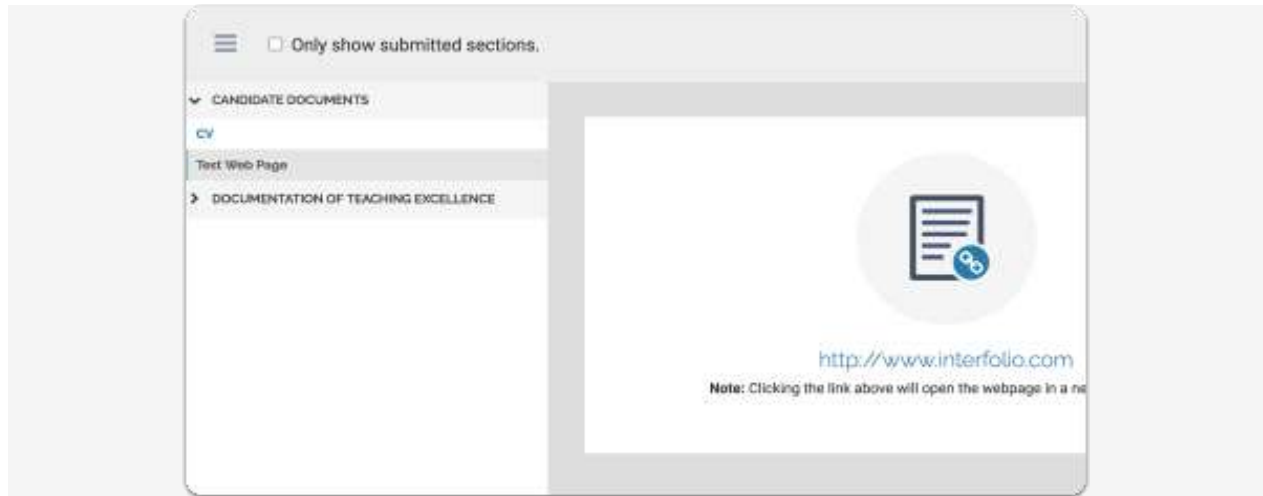 Only show submitted sections.
CANDIDATE DOCUMENTS
CV
Test Web Page
DOCUMENTATION OF TEACHING EXCELLENCE
http://www.interfolio.com
Note: Clicking the link above will open the webpage in a ne